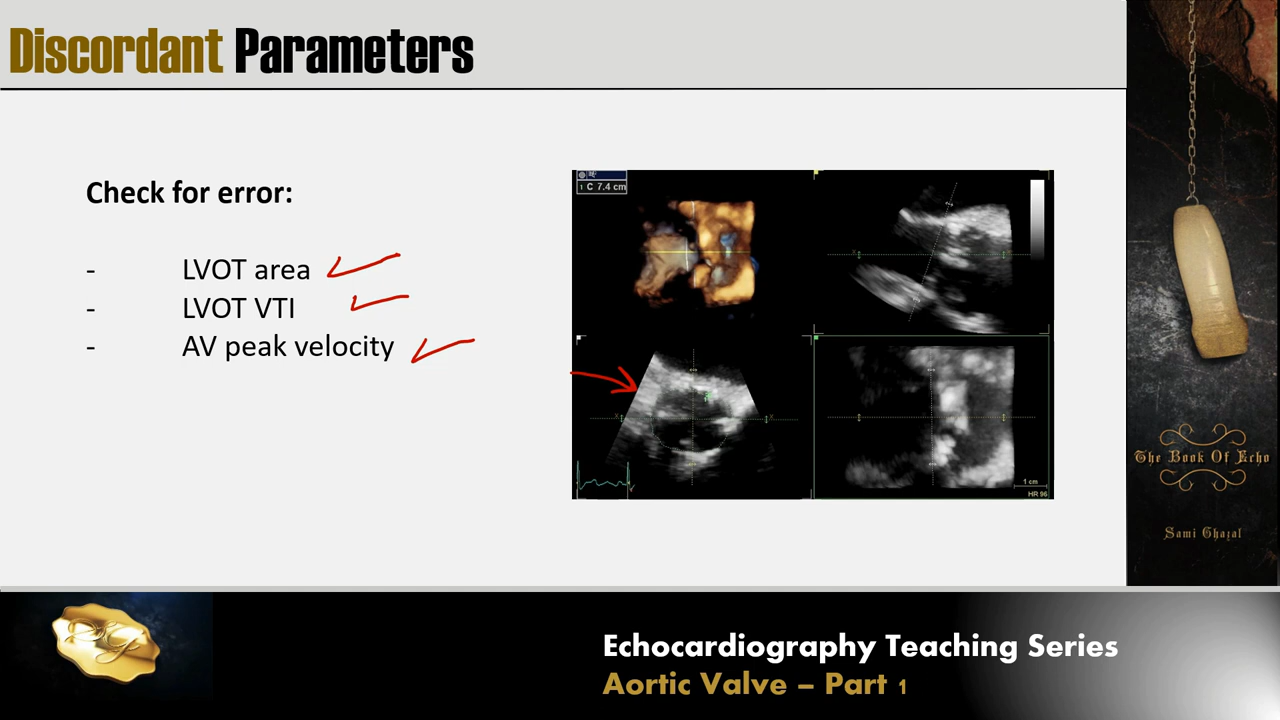 Discordant Parameters
Check for error:
- LVOT area
- LVOT VTI
- AV peak velocity
1 C 7.4 cm
1 cm
HR 96
The Book Of Echo
Sami Ghazal
Echocardiography Teaching Series
Aortic Valve – Part 1